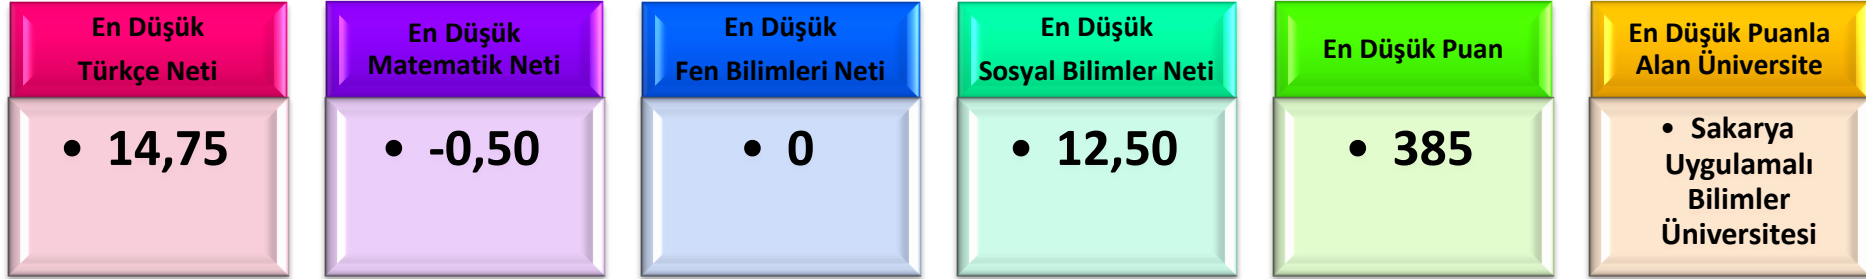 En Düşük
Türkçe Neti
• 14,75
En Düşük
Matematik Neti
• -0,50
En Düşük
Fen Bilimleri Neti
• 0
En Düşük
Sosyal Bilimler Neti
• 12,50
En Düşük Puan
• 385
En Düşük Puanla
Alan Üniversite
• Sakarya
Uygulamalı
Bilimler
Üniversitesi